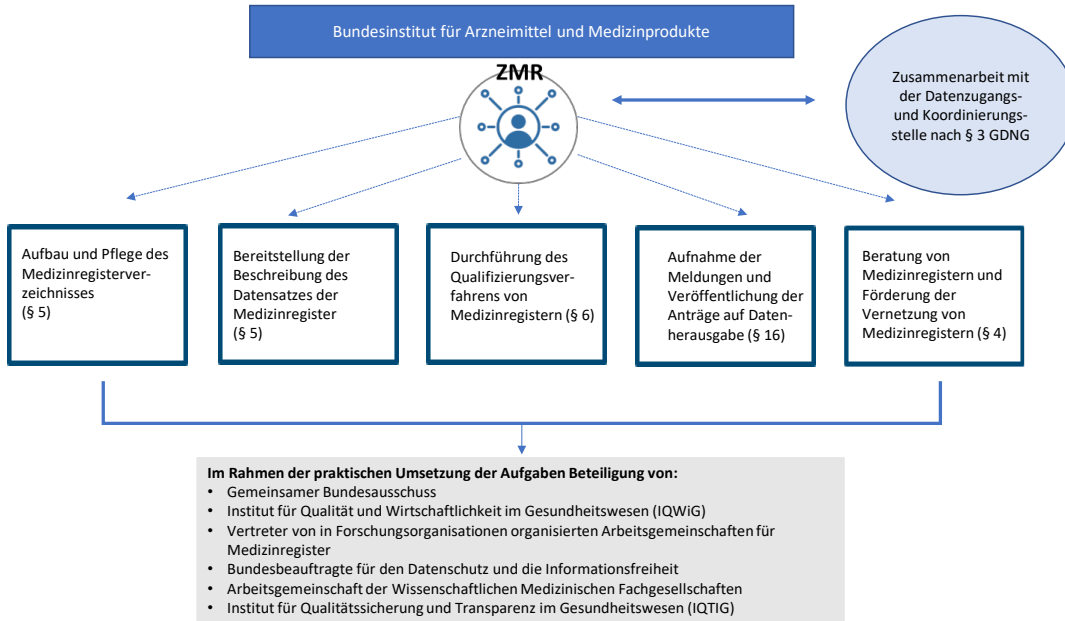 Bundesinstitut für Arzneimittel und Medizinprodukte
ZMR
Zusammenarbeit mit
der Datenzugangs-
und Koordinierungs-
stelle nach § 3 GDNG
Aufbau und Pflege des
Medizinregisterver-
zeichnisses
(§ 5)
Bereitstellung der
Beschreibung des
Datensatzes der
Medizinregister
(§ 5)
Durchführung des
Qualifizierungsver-
fahrens von
Medizinregistern (§ 6)
Aufnahme der
Meldungen und
Veröffentlichung der
Anträge auf Daten-
herausgabe (§ 16)
Beratung von
Medizinregistern und
Förderung der
Vernetzung von
Medizinregistern (§ 4)
Im Rahmen der praktischen Umsetzung der Aufgaben Beteiligung von:
• Gemeinsamer Bundesausschuss
• Institut für Qualität und Wirtschaftlichkeit im Gesundheitswesen (IQWiG)
• Vertreter von in Forschungsorganisationen organisierten Arbeitsgemeinschaften für
Medizinregister
• Bundesbeauftragte für den Datenschutz und die Informationsfreiheit
• Arbeitsgemeinschaft der Wissenschaftlichen Medizinischen Fachgesellschaften
• Institut für Qualitätssicherung und Transparenz im Gesundheitswesen (IQTIG)